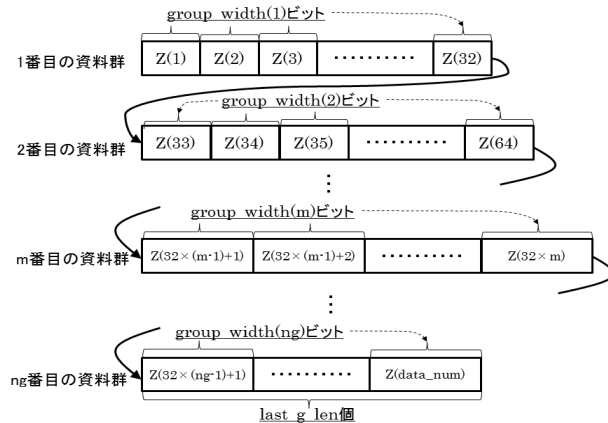 group_width(1)ビット
1番目の資料群 Z(1) Z(2) Z(3) ·········· Z(32)
group_width(2)ビット
2番目の資料群 Z(33) Z(34) Z(35) ·········· Z(64)
group_width(m)ビット
m番目の資料群 Z(32×(m-1)+1) Z(32×(m-1)+2) ·········· Z(32×m)
group_width(ng)ビット
ng番目の資料群 Z(32×(ng-1)+1) ·········· Z(data_num)
last_g_len個